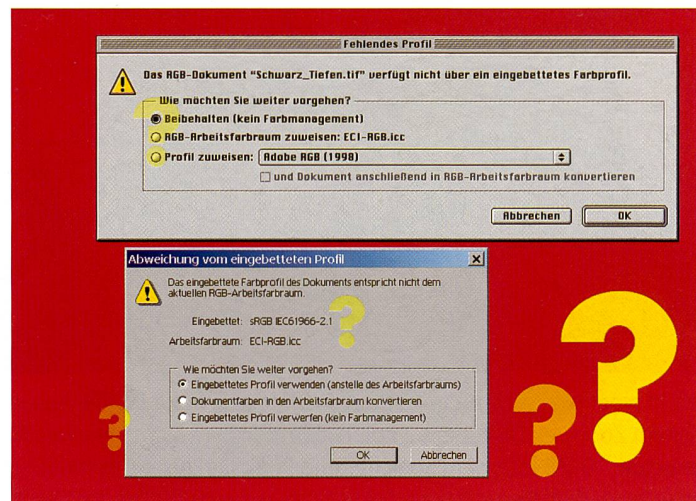 Fehlendes Profil
Das RGB-Dokument "Schwarz_Tiefen.tif" verfügt nicht über ein eingebettetes Farbprofil.
Wie möchten Sie weiter vorgehen?
Beibehalten (kein Farbmanagement)
RGB-Arbeitsfarbraum zuweisen: ECI-RGB.icc
Profil zuweisen: Adobe RGB (1998)
und Dokument anschließend in RGB-Arbeitsfarbraum konvertieren
Abbrechen OK
Abweichung vom eingebetteten Profil
Das eingebettete Farbprofil des Dokuments entspricht nicht dem
aktuellen RGB-Arbeitsfarbraum.
Eingebettet: sRGB IEC61966-2.1
Arbeitsfarbraum: ECI-RGB.icc
Wie möchten Sie weiter vorgehen?
Eingebettetes Profil verwenden (anstelle des Arbeitsfarbraums)
Dokumentfarben in den Arbeitsfarbraum konvertieren
Eingebettetes Profil verwerfen (kein Farbmanagement)
OK Abbrechen
? ? ? ? ?